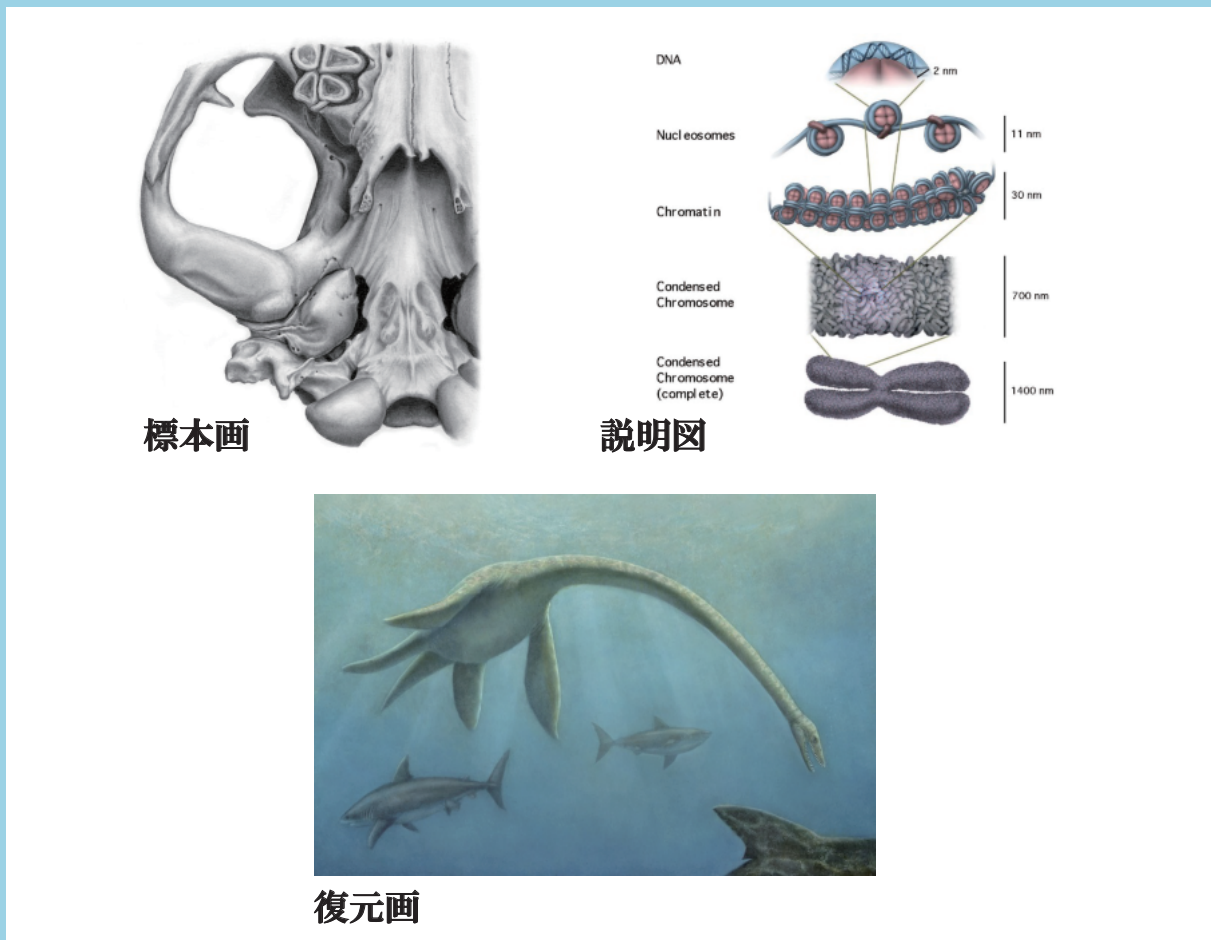 DNA
2 nm
Nucleosomes
11 nm
Chromatin
30 nm
Condensed
Chromosome
700 nm
Condensed
Chromosome
(complete)
1400 nm
標本画
説明図
復元画